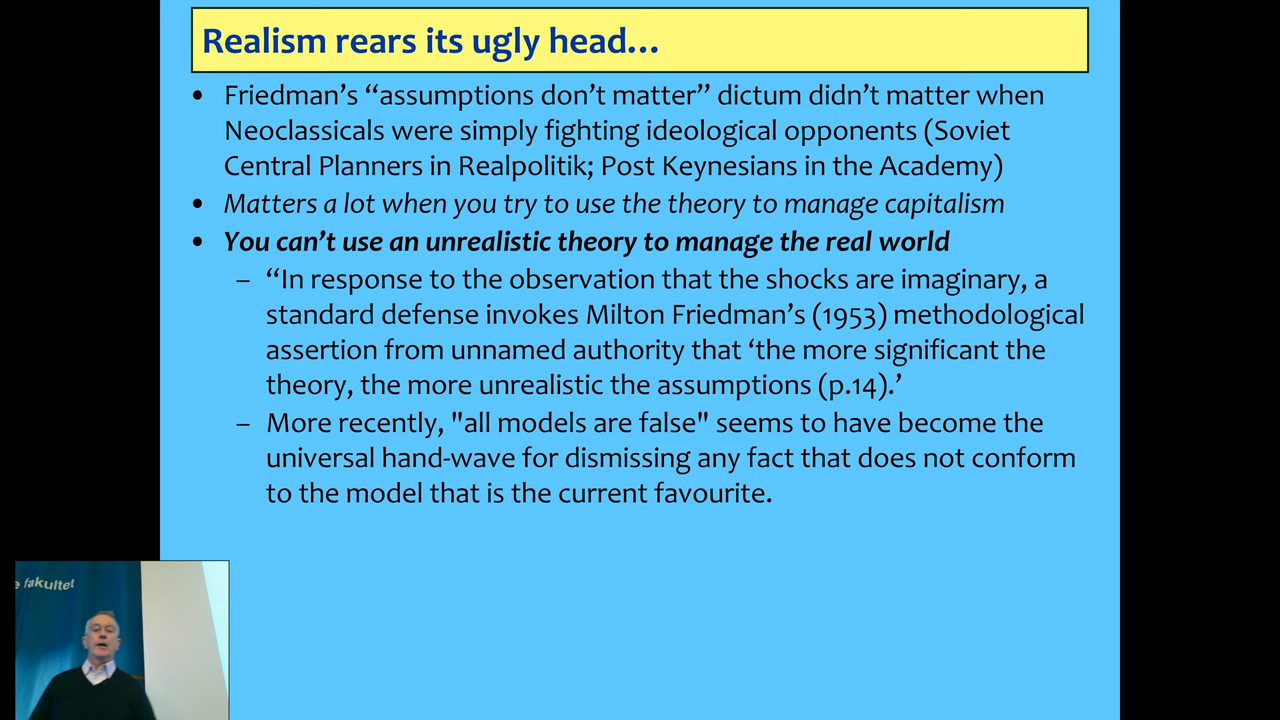 Realism rears its ugly head…
• Friedman’s “assumptions don’t matter” dictum didn’t matter when
Neoclassicals were simply fighting ideological opponents (Soviet
Central Planners in Realpolitik; Post Keynesians in the Academy)
• Matters a lot when you try to use the theory to manage capitalism
• You can’t use an unrealistic theory to manage the real world
– “In response to the observation that the shocks are imaginary, a
standard defense invokes Milton Friedman’s (1953) methodological
assertion from unnamed authority that ‘the more significant the
theory, the more unrealistic the assumptions (p.14).’
– More recently, "all models are false" seems to have become the
universal hand-wave for dismissing any fact that does not conform
to the model that is the current favourite.
e fakultet